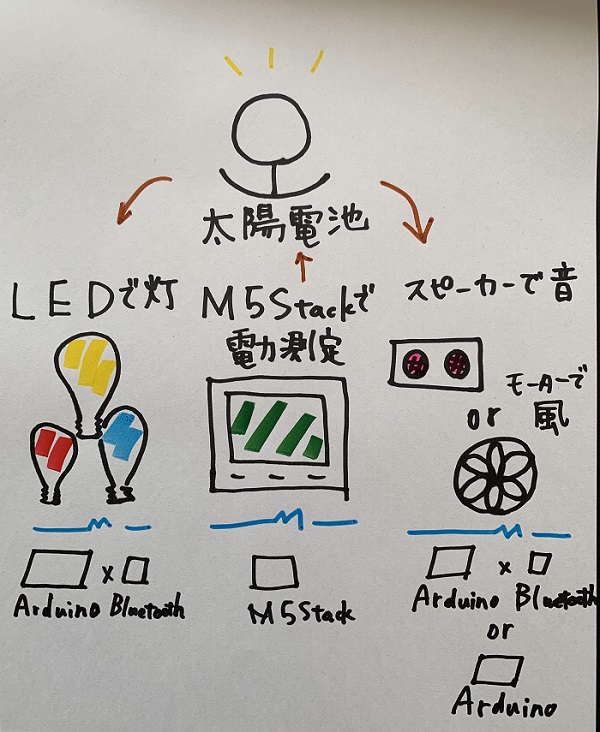 太陽電池
LEDで灯
M5Stackで
電力測定
スピーカーで音
モーターで
or 風
x
Arduino Bluetooth
M5Stack
x
Arduino Bluetooth
or
Arduino